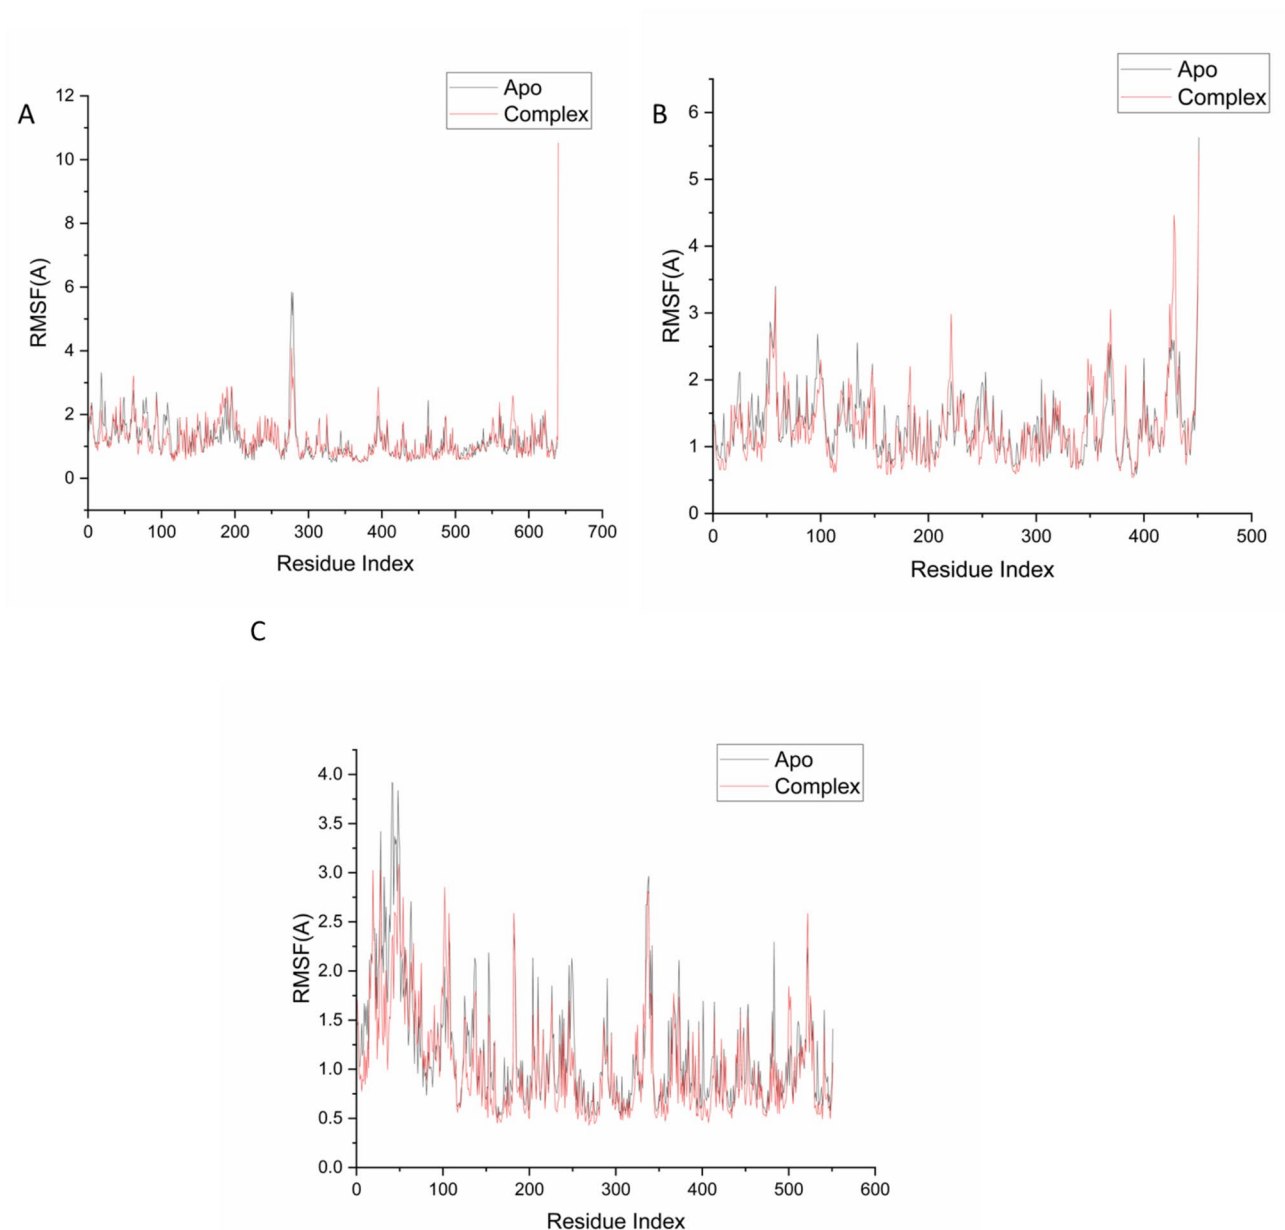 A
Apo
Complex
12
10
8
6
4
2
0
RMSF(A)
0 100 200 300 400 500 600 700
Residue Index
B
Apo
Complex
6
5
4
3
2
1
0
RMSF(A)
0 100 200 300 400 500
Residue Index
C
Apo
Complex
4.0
3.5
3.0
2.5
2.0
1.5
1.0
0.5
0.0
RMSF(A)
0 100 200 300 400 500 600
Residue Index